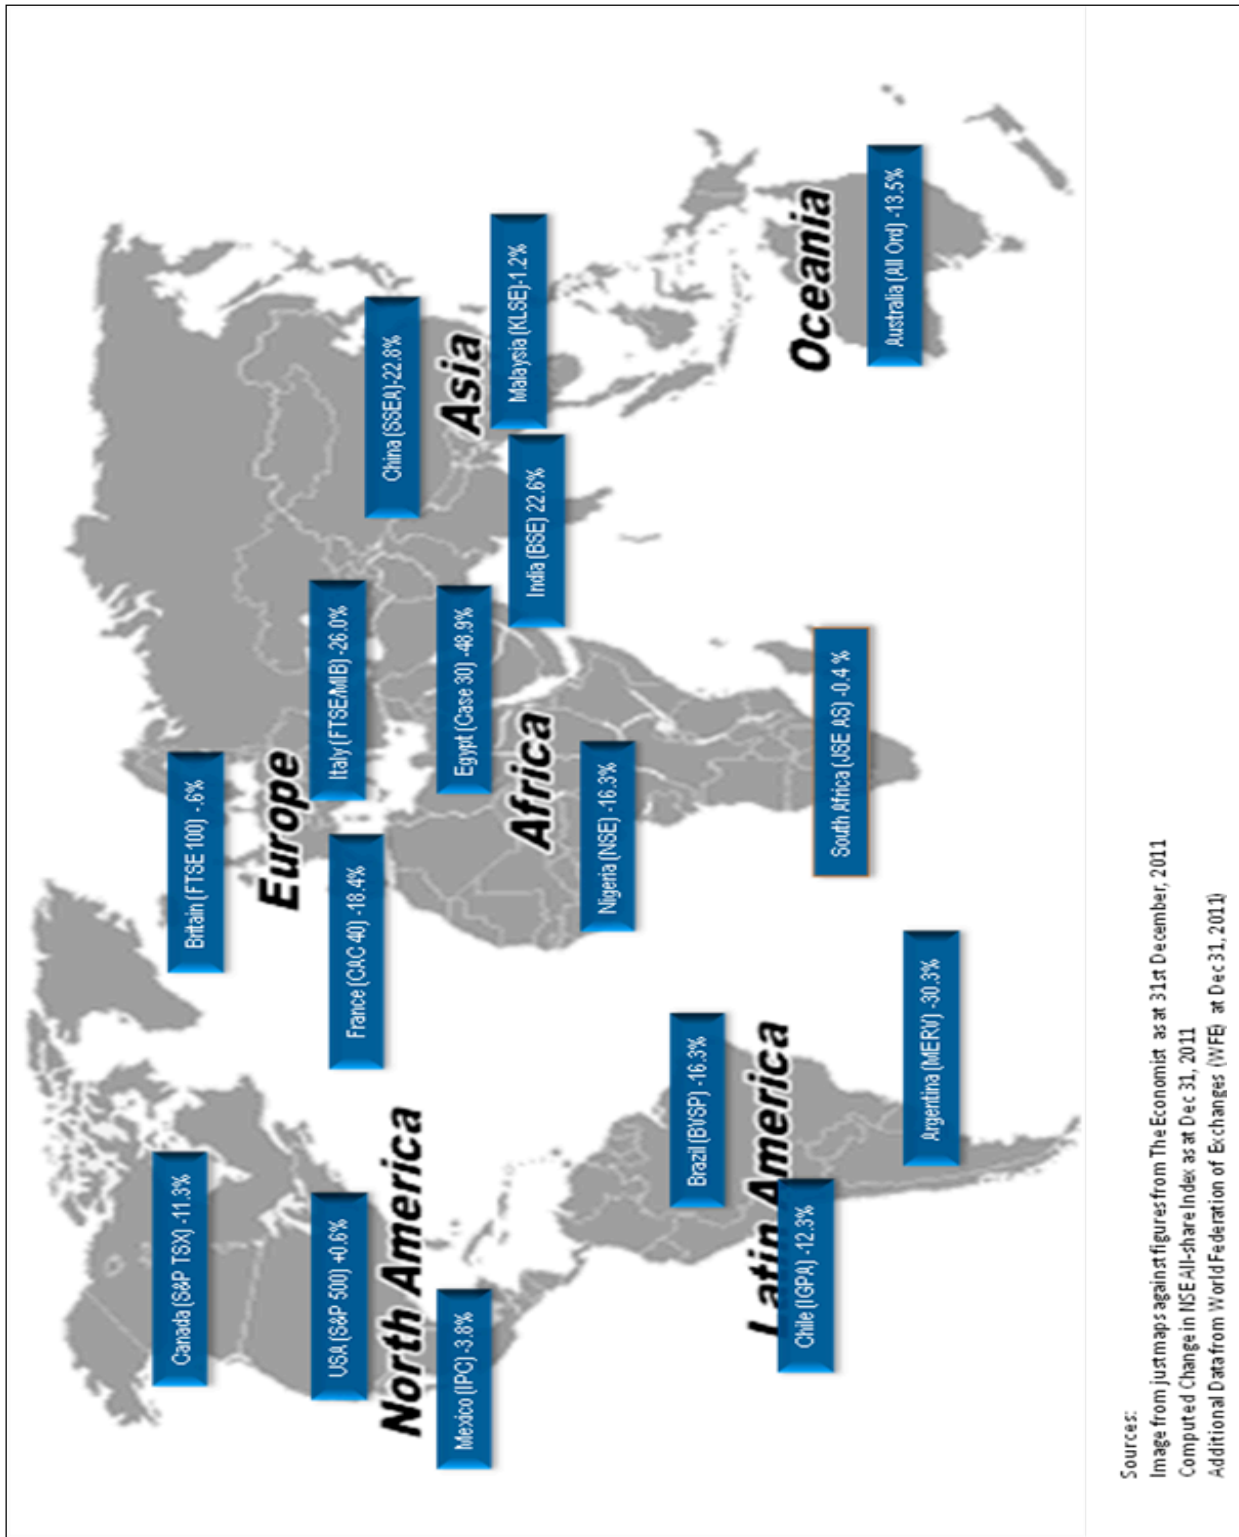 Canada (S&P TSX) -11.3%
USA (S&P 500) +0.6%
North America
Mexico (IPC) -3.8%
Britain (FTSE 100) -.6%
Europe
France (CAC 40) -18.4%
Italy (FTSE/MIB) -26.0%
China (SSEA)-22.8%
Asia
Malaysia (KLSE)-1.2%
India (BSE) 22.6%
Egypt (Case 30) -48.9%
Africa
Nigeria (NSE) -16.3%
South Africa (JSE AS) -0.4 %
Brazil (BVSP) -16.3%
Latin America
Chile (IGPA) -12.3%
Argentina (MERV) -30.3%
Oceania
Australia (All Ord) -13.5%
Sources:
Image from justmaps against figures from The Economist as at 31st December, 2011
Computed Change in NSE All-share Index as at Dec 31, 2011
Additional Data from World Federation of Exchanges (WFE) at Dec 31, 2011)